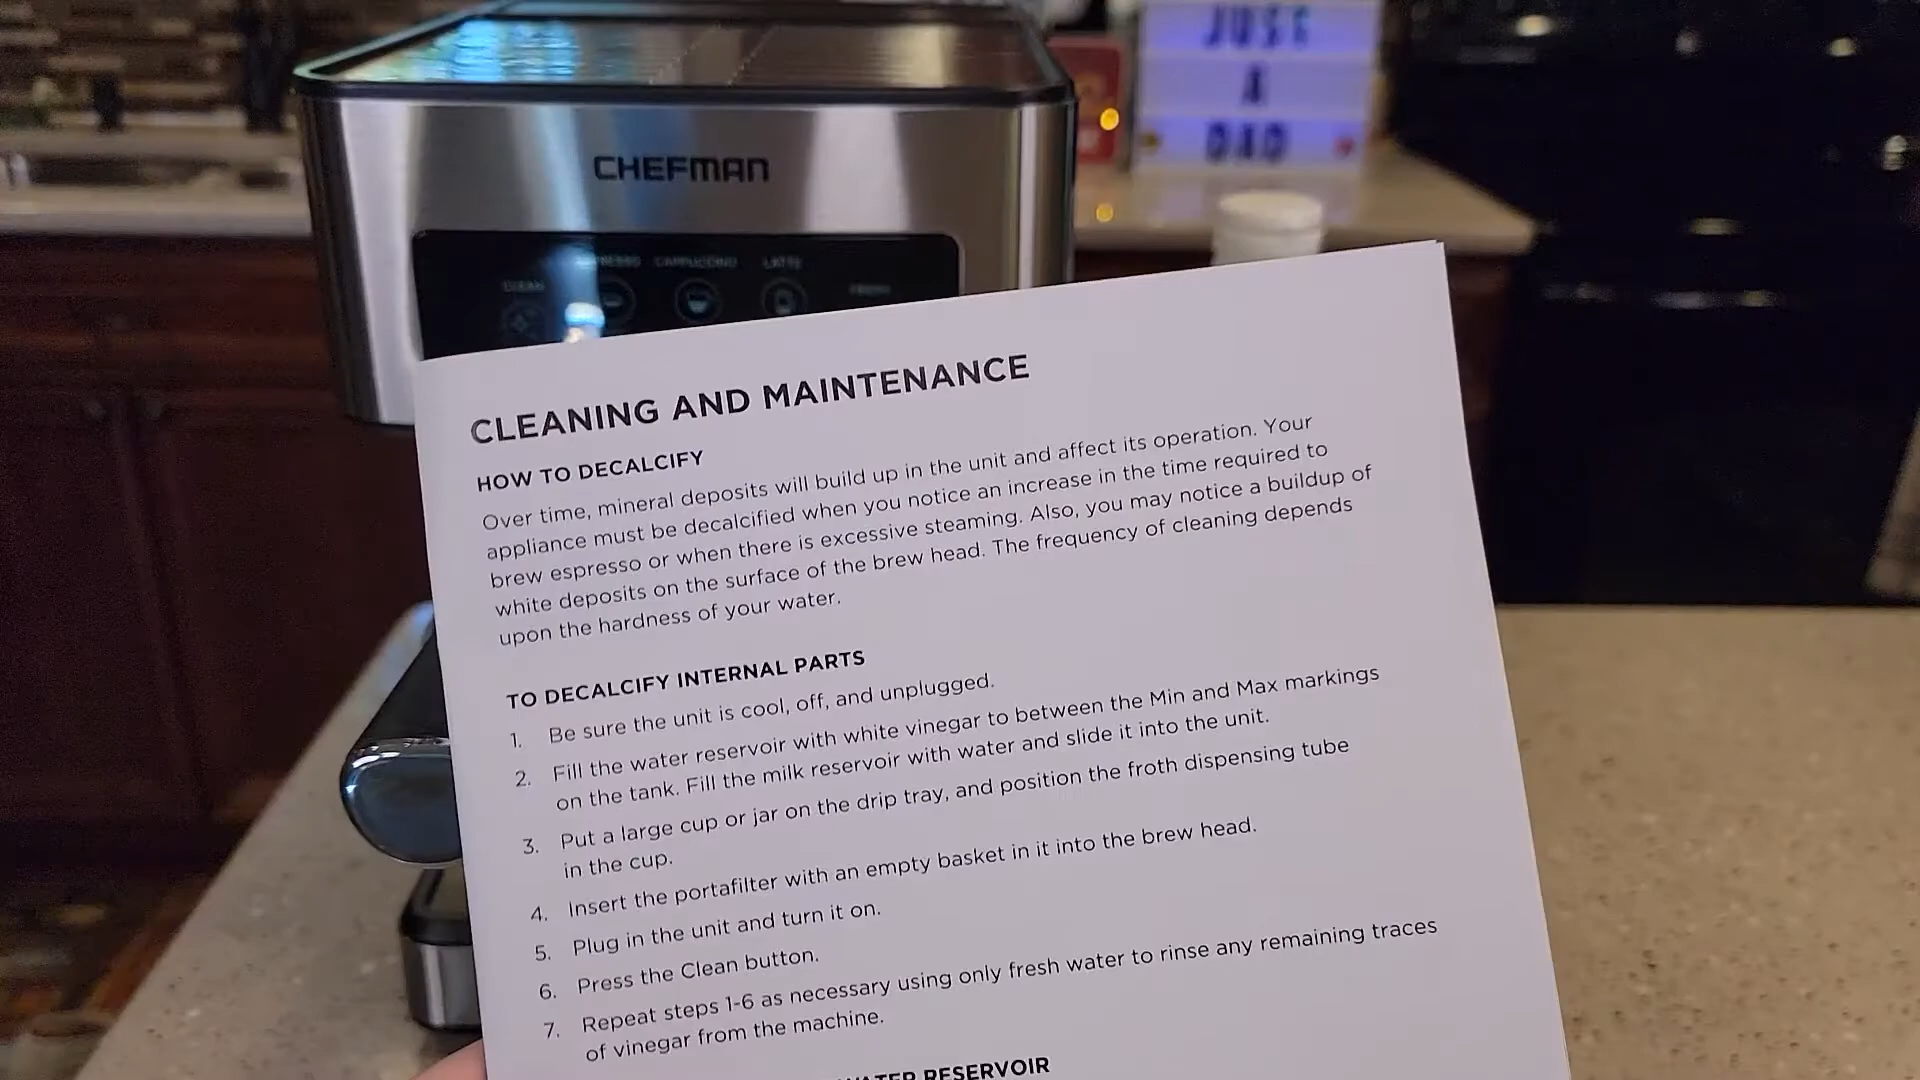 JUST
A
DAD
CHEFMAN
CAPPUCCINO LATTE
CLEAN
CLEANING AND MAINTENANCE
HOW TO DECALCIFY
Over time, mineral deposits will build up in the unit and affect its operation. Your
appliance must be decalcified when you notice an increase in the time required to
brew espresso or when there is excessive steaming. Also, you may notice a buildup of
white deposits on the surface of the brew head. The frequency of cleaning depends
upon the hardness of your water.
TO DECALCIFY INTERNAL PARTS
1. Be sure the unit is cool, off, and unplugged.
2. Fill the water reservoir with white vinegar to between the Min and Max markings
on the tank. Fill the milk reservoir with water and slide it into the unit.
3. Put a large cup or jar on the drip tray, and position the froth dispensing tube
in the cup.
4. Insert the portafilter with an empty basket in it into the brew head.
5. Plug in the unit and turn it on.
6. Press the Clean button.
7. Repeat steps 1-6 as necessary using only fresh water to rinse any remaining traces
of vinegar from the machine.
WATER RESERVOIR